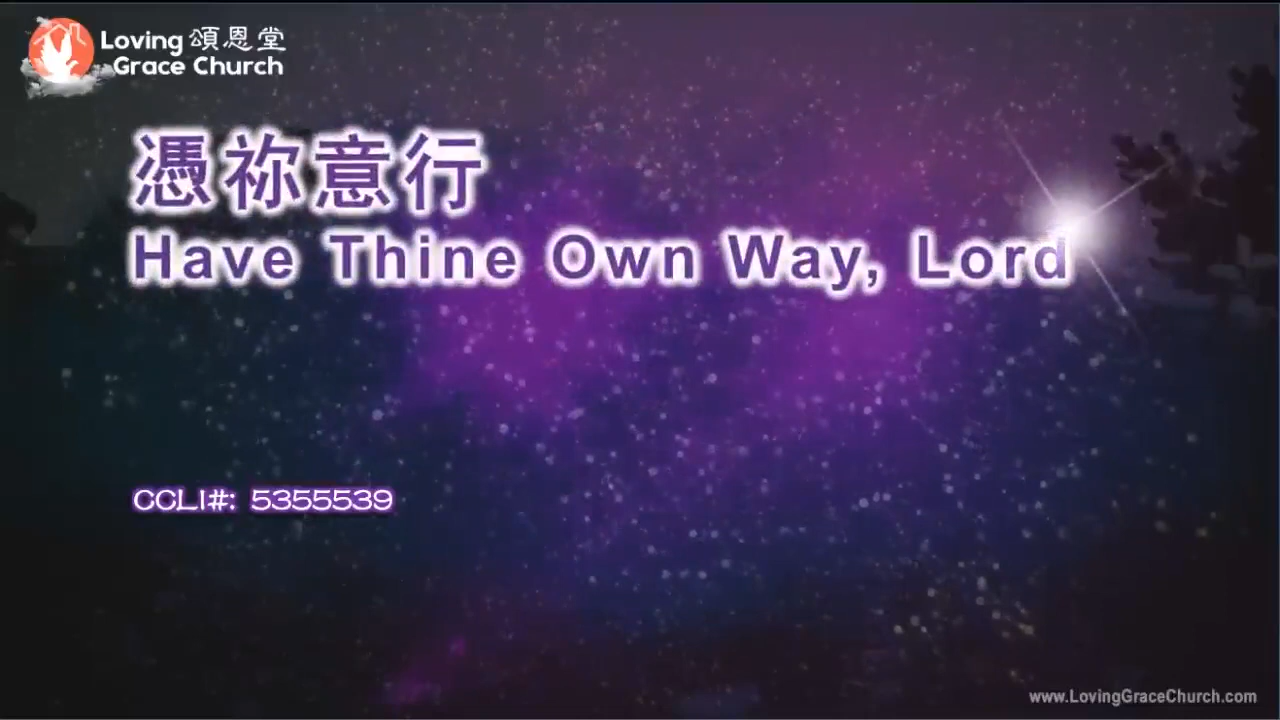 Loving 頌恩堂
Grace Church
憑祢意行
Have Thine Own Way, Lord
CCLI#: 5355539
www.LovingGraceChurch.com